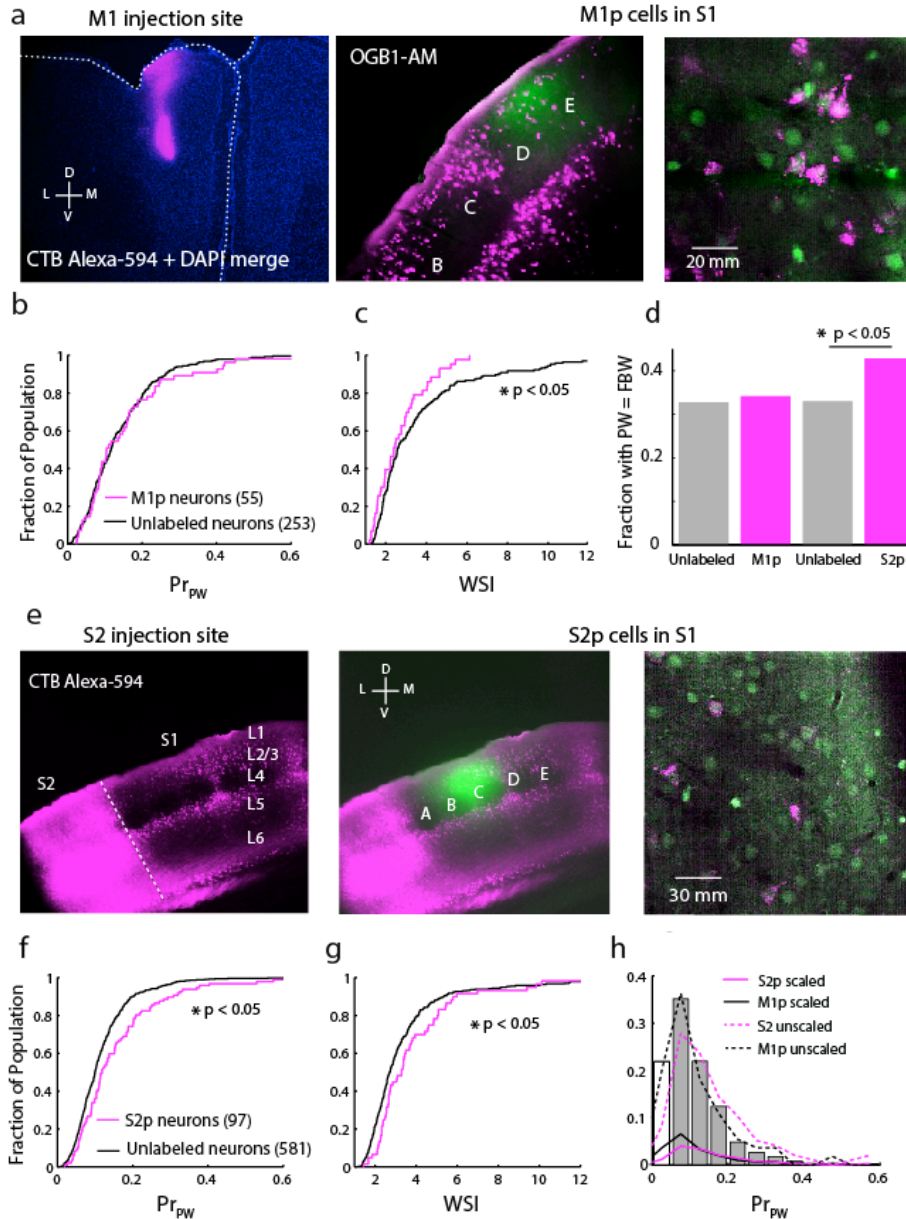 a
M1 injection site
M1p cells in S1
D
L M
V
CTB Alexa-594 + DAPI merge
OGB1-AM
E
D
C
B
20 mm
b
Fraction of Population
1
0.8
0.6
0.4
0.2
0
M1p neurons (55)
Unlabeled neurons (253)
0 0.2 0.4 0.6
PrPW
c
1
0.8
0.6
0.4
0.2
0
* p < 0.05
2 4 6 8 10 12
WSI
d
* p < 0.05
Fraction with PW = FBW
0.4
0.2
0
Unlabeled M1p Unlabeled S2p
e
S2 injection site
S2p cells in S1
CTB Alexa-594
S1
S2
L1
L2/3
L4
L5
L6
D
L M
V
A B C D E
30 mm
f
Fraction of Population
1
0.8
0.6
0.4
0.2
0
* p < 0.05
S2p neurons (97)
Unlabeled neurons (581)
0 0.2 0.4 0.6
PrPW
g
1
0.8
0.6
0.4
0.2
0
* p < 0.05
2 4 6 8 10 12
WSI
h
0.4
0.3
0.2
0.1
0
S2p scaled
M1p scaled
S2 unscaled
M1p unscaled
0 0.2 0.4 0.6
PrPW